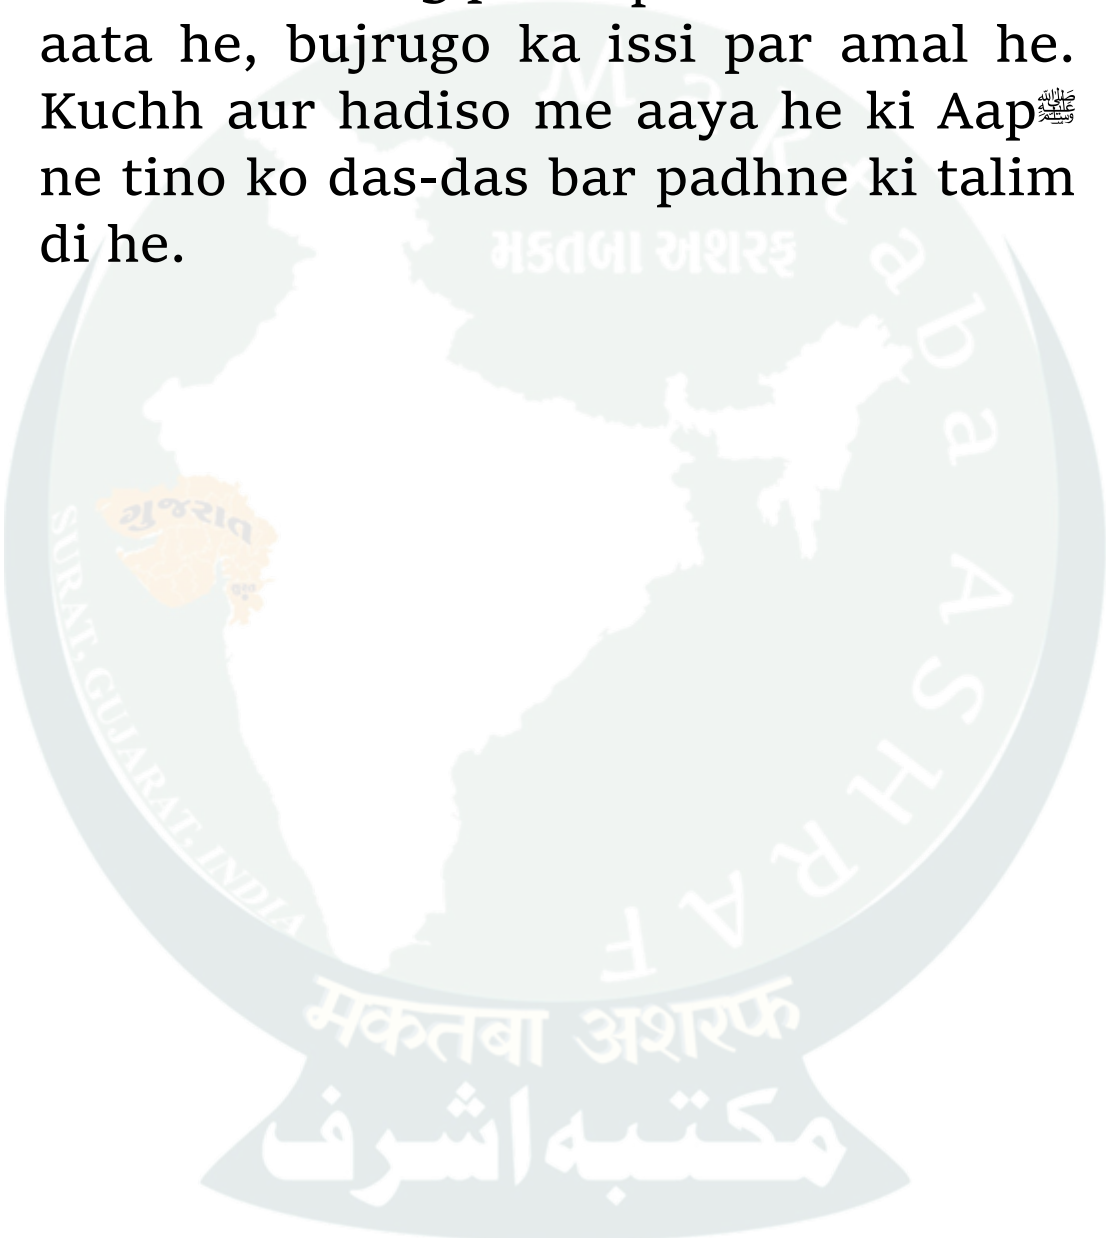 aata he, bujrugo ka issi par amal he.
Kuchh aur hadiso me aaya he ki Aapﷺ
ne tino ko das-das bar padhne ki talim
di he.
મકતબા અશરફ
Maktaba ASHRAF
ગુજરાત
SURAT, GUJARAT, INDIA
मकतबा अशरफ
مکتبہ اشرف